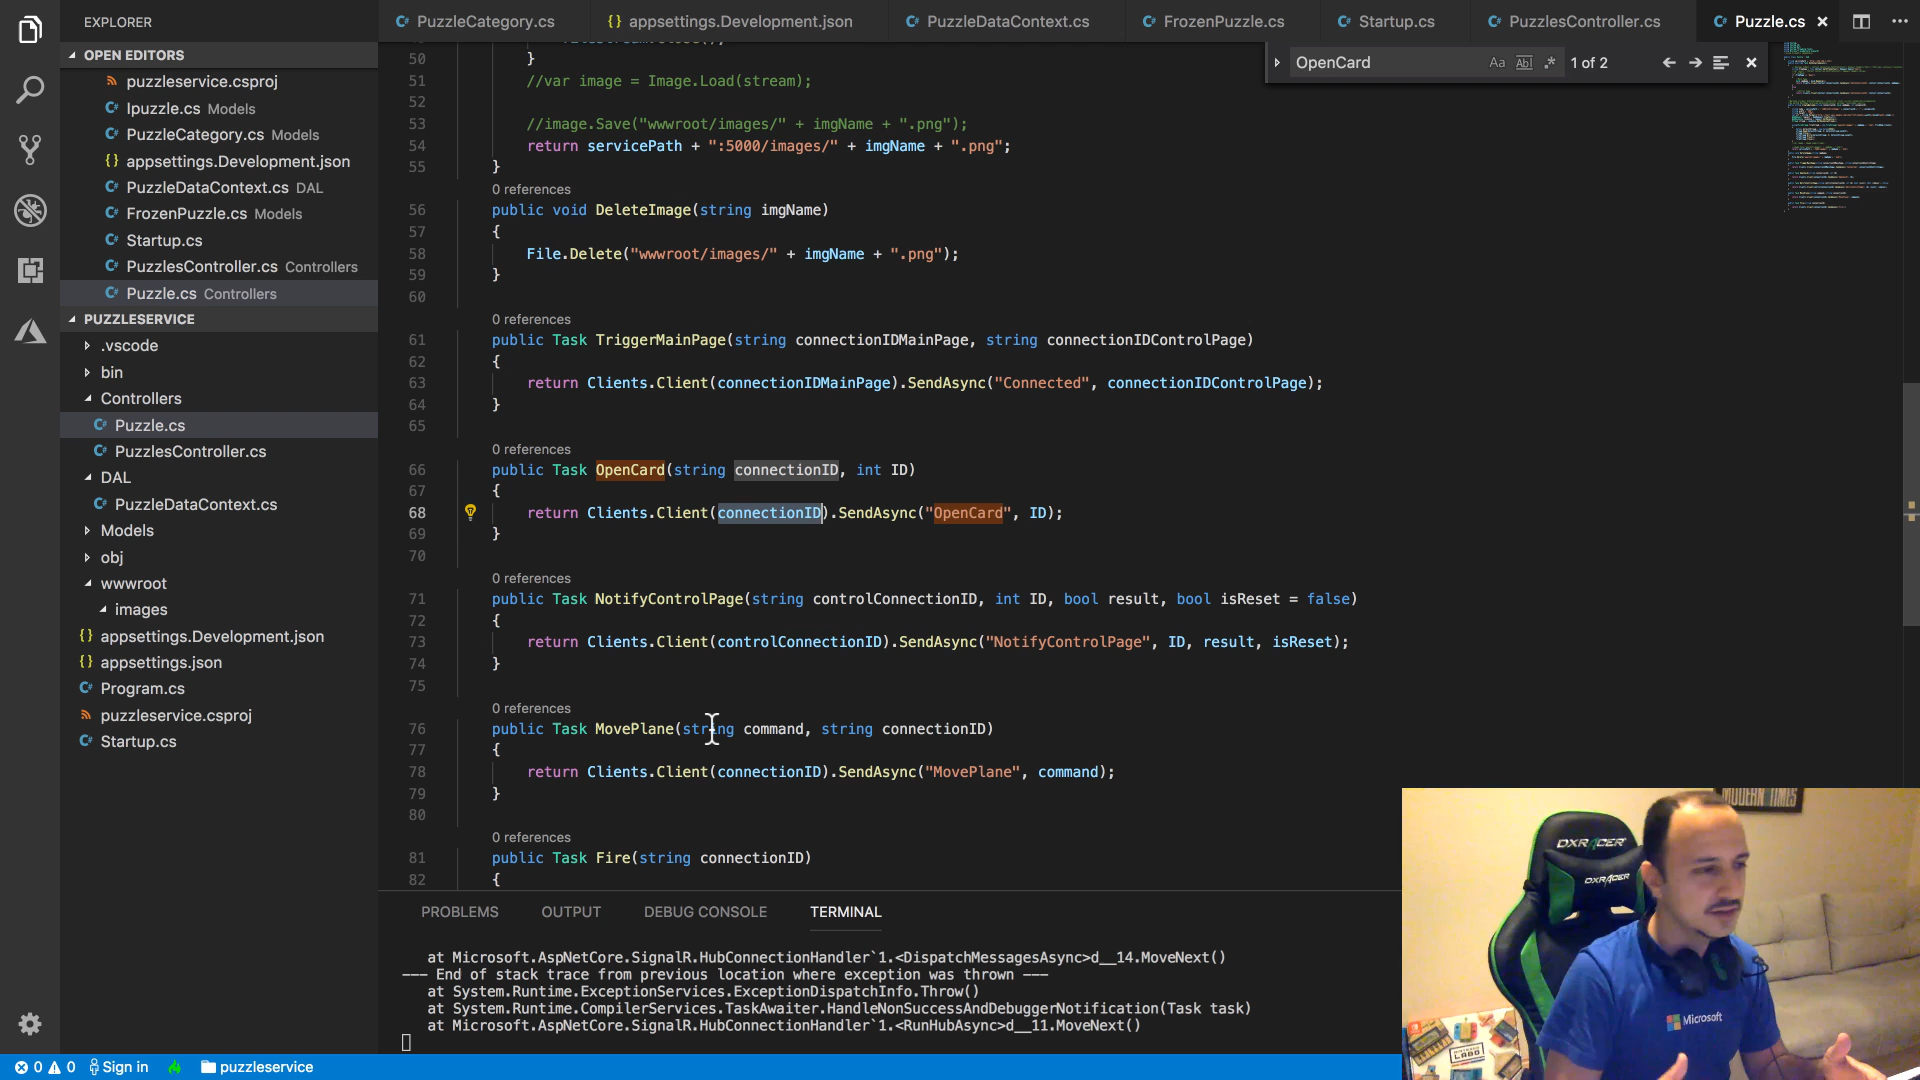 EXPLORER
OPEN EDITORS
puzzleservice.csproj
Ipuzzle.cs Models
PuzzleCategory.cs Models
{} appsettings.Development.json
PuzzleDataContext.cs DAL
FrozenPuzzle.cs Models
Startup.cs
PuzzlesController.cs Controllers
Puzzle.cs Controllers
PUZZLESERVICE
.vscode
bin
Controllers
Puzzle.cs
PuzzlesController.cs
DAL
PuzzleDataContext.cs
Models
obj
wwwroot
images
{} appsettings.Development.json
{} appsettings.json
Program.cs
puzzleservice.csproj
Startup.cs
PuzzleCategory.cs {} appsettings.Development.json PuzzleDataContext.cs FrozenPuzzle.cs Startup.cs PuzzlesController.cs Puzzle.cs
OpenCard Aa Abl .* 1 of 2
50 }
51 //var image = Image.Load(stream);
52
53 //image.Save("wwwroot/images/" + imgName + ".png");
54 return servicePath + ":5000/images/" + imgName + ".png";
55 }
0 references
56 public void DeleteImage(string imgName)
57 {
58 File.Delete("wwwroot/images/" + imgName + ".png");
59 }
60
0 references
61 public Task TriggerMainPage(string connectionIDMainPage, string connectionIDControlPage)
62 {
63 return Clients.Client(connectionIDMainPage).SendAsync("Connected", connectionIDControlPage);
64 }
65
0 references
66 public Task OpenCard(string connectionID, int ID)
67 {
68 return Clients.Client(connectionID).SendAsync("OpenCard", ID);
69 }
70
0 references
71 public Task NotifyControlPage(string controlConnectionID, int ID, bool result, bool isReset = false)
72 {
73 return Clients.Client(controlConnectionID).SendAsync("NotifyControlPage", ID, result, isReset);
74 }
75
0 references
76 public Task MovePlane(string command, string connectionID)
77 {
78 return Clients.Client(connectionID).SendAsync("MovePlane", command);
79 }
80
0 references
81 public Task Fire(string connectionID)
82 {
PROBLEMS OUTPUT DEBUG CONSOLE TERMINAL
at Microsoft.AspNetCore.SignalR.HubConnectionHandler`1.<DispatchMessagesAsync>d__14.MoveNext()
--- End of stack trace from previous location where exception was thrown ---
at System.Runtime.ExceptionServices.ExceptionDispatchInfo.Throw()
at System.Runtime.CompilerServices.TaskAwaiter.HandleNonSuccessAndDebuggerNotification(Task task)
at Microsoft.AspNetCore.SignalR.HubConnectionHandler`1.<RunHubAsync>d__11.MoveNext()
0 0 Sign in puzzleservice
MODERN TIMES
DXRACER
DXRACER
Microsoft
NINTENDO
LABO